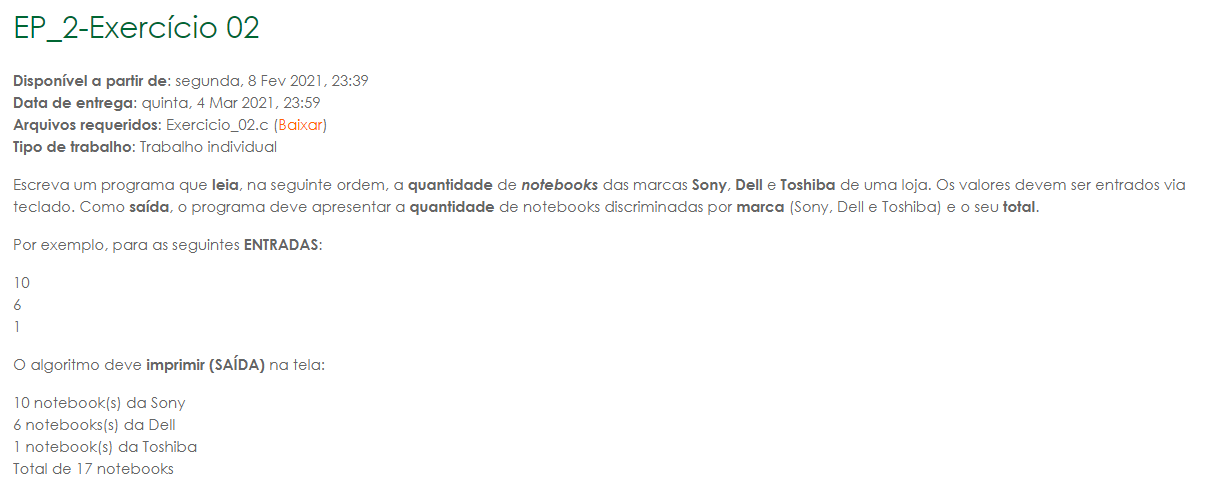 EP_2-Exercício 02
Disponível a partir de: segunda, 8 Fev 2021, 23:39
Data de entrega: quinta, 4 Mar 2021, 23:59
Arquivos requeridos: Exercicio_02.c (Baixar)
Tipo de trabalho: Trabalho individual
Escreva um programa que leia, na seguinte ordem, a quantidade de notebooks das marcas Sony, Dell e Toshiba de uma loja. Os valores devem ser entrados via
teclado. Como saída, o programa deve apresentar a quantidade de notebooks discriminadas por marca (Sony, Dell e Toshiba) e o seu total.
Por exemplo, para as seguintes ENTRADAS:
10
6
1
O algoritmo deve imprimir (SAÍDA) na tela:
10 notebook(s) da Sony
6 notebooks(s) da Dell
1 notebook(s) da Toshiba
Total de 17 notebooks